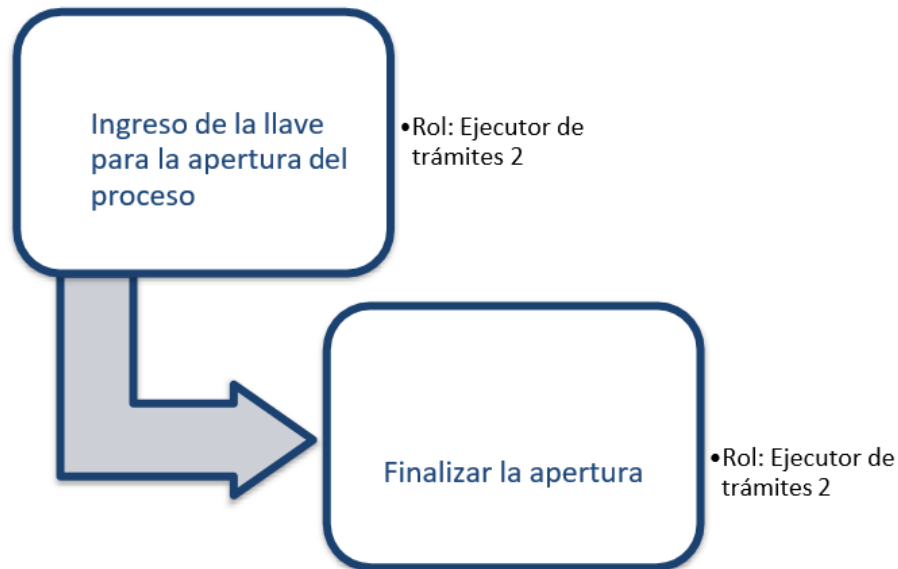 Ingreso de la llave
para la apertura del
proceso
•Rol: Ejecutor de
trámites 2
Finalizar la apertura
•Rol: Ejecutor de
trámites 2